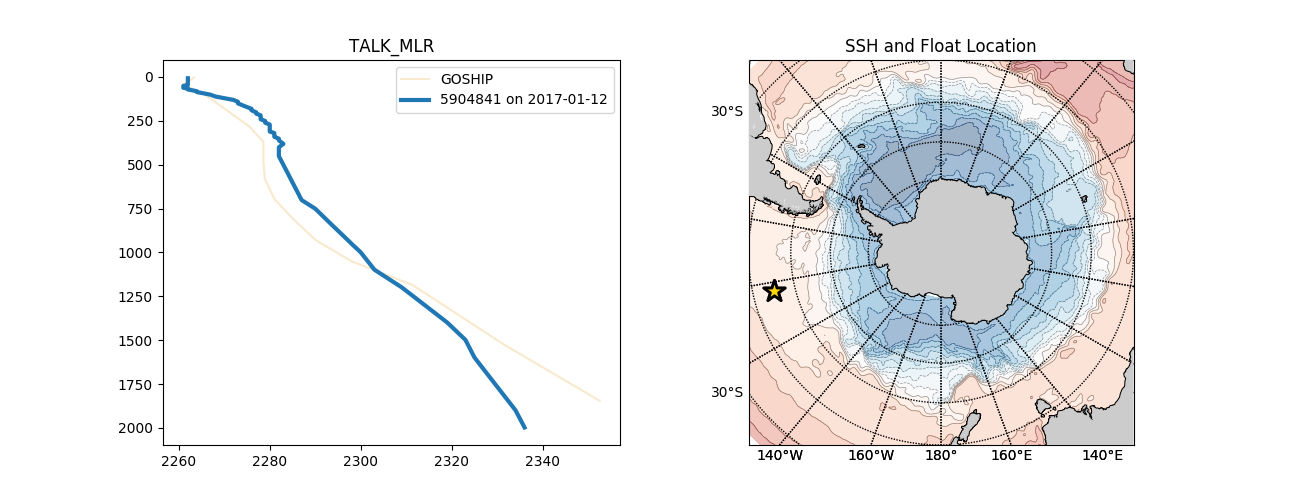 TALK_MLR
0
250
500
750
1000
1250
1500
1750
2000
2260
2280
2300
2320
2340
GOSHIP
5904841 on 2017-01-12
SSH and Float Location
30°S
30°S
140°W
160°W
180°
160°E
140°E